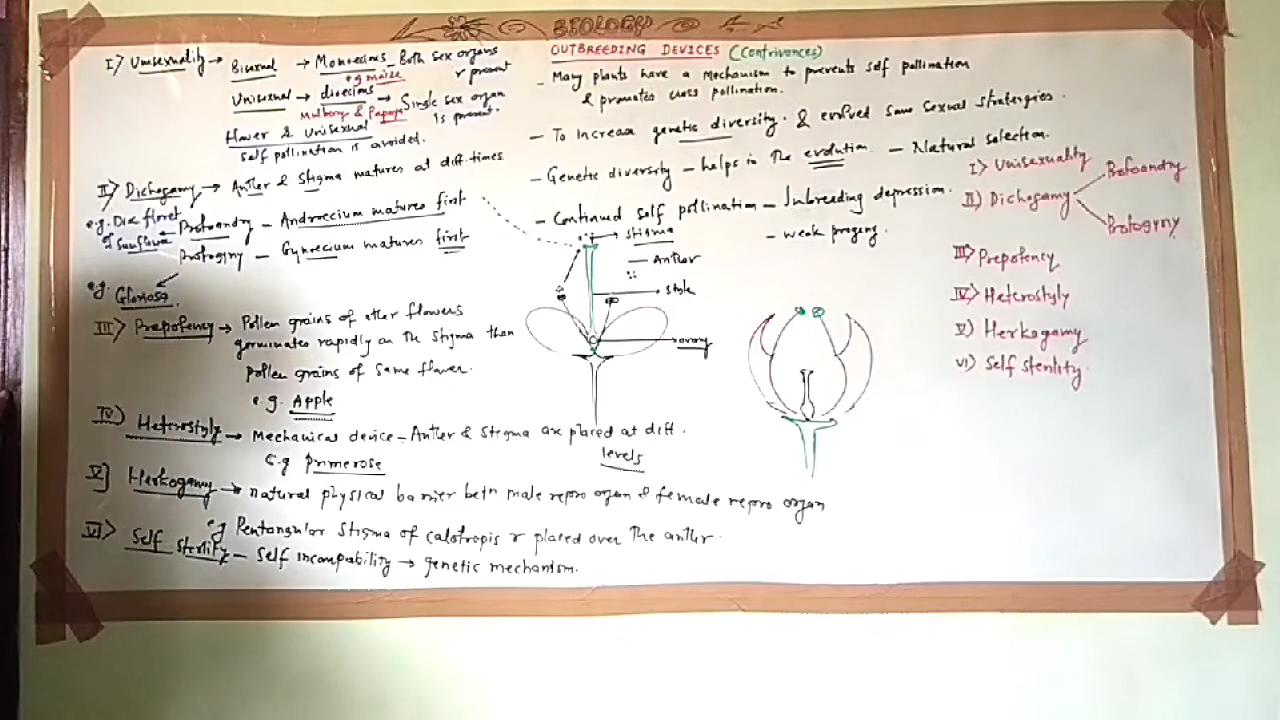 BIOLOGY
OUTBREEDING DEVICES (Contrivances)
- Many plants have a Mechanism to prevents self pollination
& promotes cross pollination.
- To Increase genetic diversity. & evolved some sexual stratergies.
- Genetic diversity - helps in the evolution - Natural selection.
- Continued self pollination - Inbreeding depression.
- weak progeny.
I) Unisexuality → Bisexual → Monoecious - Both sex organs
r present
e.g maize
Unisexual → dioecious → Single sex organ
is present.
Mulberry & Papaya
flower & Unisexual
self pollination is avoided.
II) Dichogamy → Anther & Stigma matures at diff. times
e.g. Disc floret
of Sunflower ← Protoandry - Androecium matures first
Protogyny - Gynoecium matures first
e.g. Gloriosa
III) Prepotency → Pollen grains of other flowers
germinates rapidly on the stigma than
pollen grains of same flower.
e.g. Apple
IV) Heterostyly → Mechanical device - Anther & Stigma are placed at diff.
levels
e.g primerose
V) Herkogamy → natural physical barrier betn male repro organ & female repro organ
e.g Pentangular stigma of calotropis r placed over the anther.
VI) Self sterility - Self incompability → genetic mechanism.
stigma
Anther
style
ovary
I) Unisexuality
II) Dichogamy
Protoandry
Protogyny
III) Prepotency
IV) Heterostyly
V) Herkogamy
VI) Self sterility